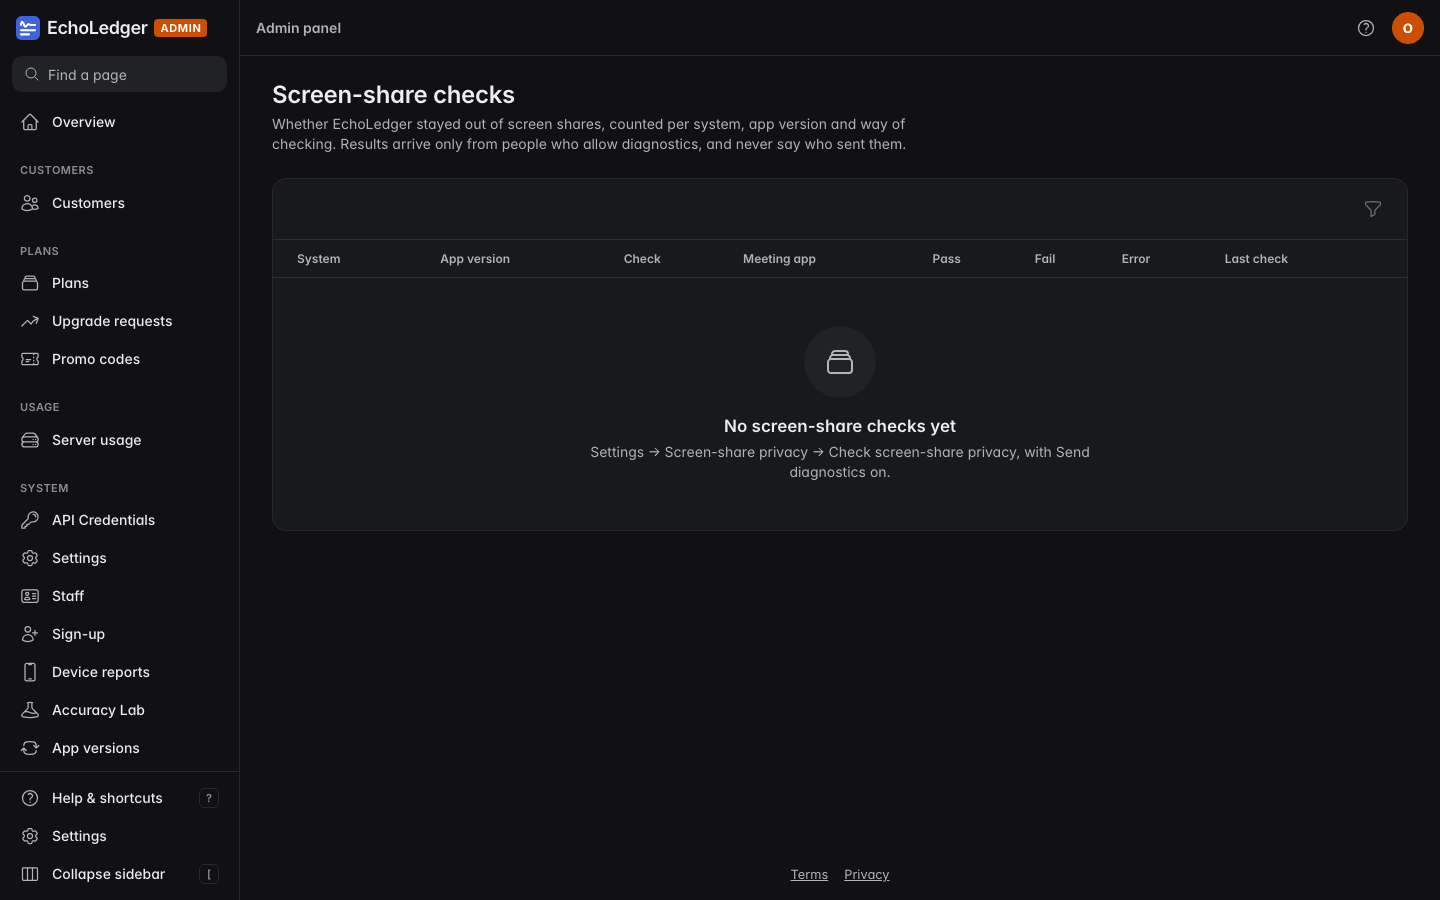 EchoLedger ADMIN
Find a page
Overview
CUSTOMERS
Customers
PLANS
Plans
Upgrade requests
Promo codes
USAGE
Server usage
SYSTEM
API Credentials
Settings
Staff
Sign-up
Device reports
Accuracy Lab
App versions
Help & shortcuts ?
Settings
Collapse sidebar [
Admin panel
O
Screen-share checks
Whether EchoLedger stayed out of screen shares, counted per system, app version and way of
checking. Results arrive only from people who allow diagnostics, and never say who sent them.
System App version Check Meeting app Pass Fail Error Last check
No screen-share checks yet
Settings → Screen-share privacy → Check screen-share privacy, with Send
diagnostics on.
Terms Privacy